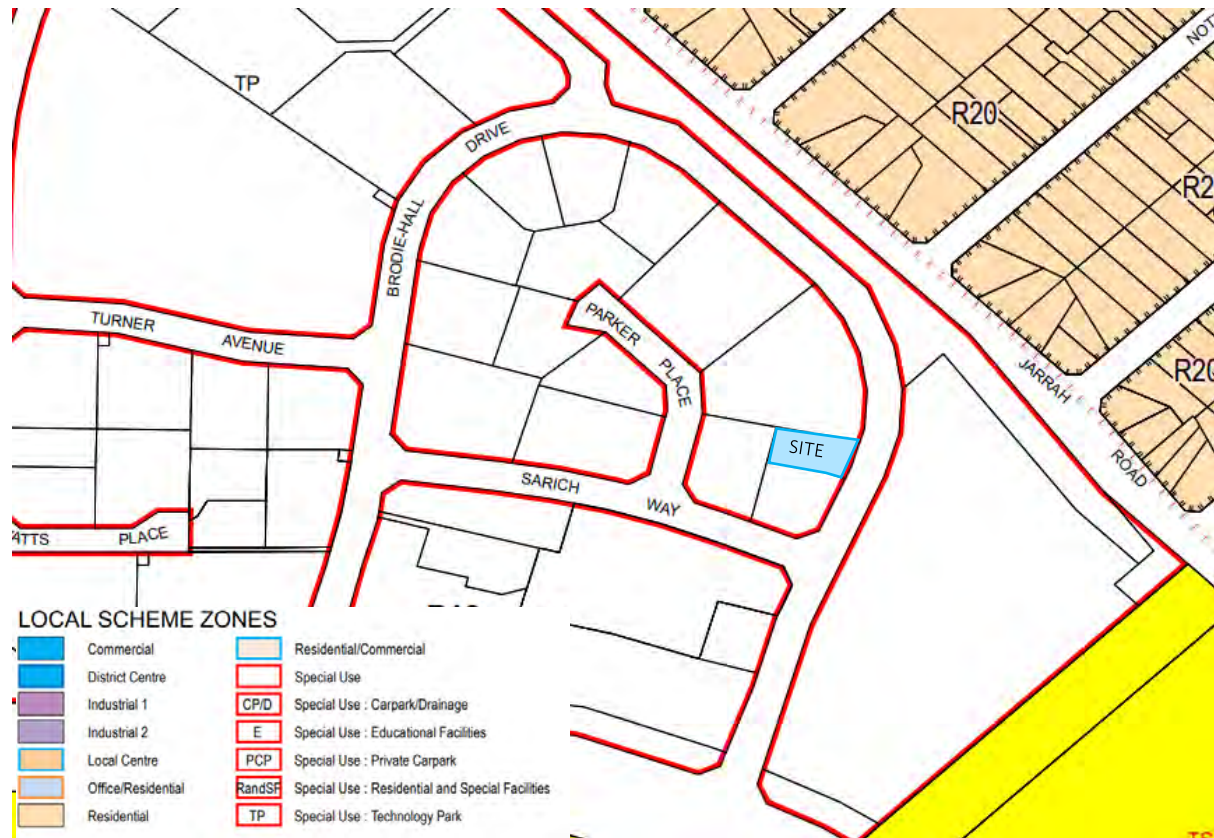 NOT
TP
R20
DRIVE
R2
BRODIE-HALL
PARKER
PLACE
TURNER
AVENUE
JARRAH
ROAD
R20
SITE
SARICH
WAY
ATTS PLACE
LOCAL SCHEME ZONES
Commercial
District Centre
Industrial 1
Industrial 2
Local Centre
Office/Residential
Residential
Residential/Commercial
Special Use
CP/D Special Use : Carpark/Drainage
E Special Use : Educational Facilities
PCP Special Use : Private Carpark
RandSF Special Use : Residential and Special Facilities
TP Special Use : Technology Park